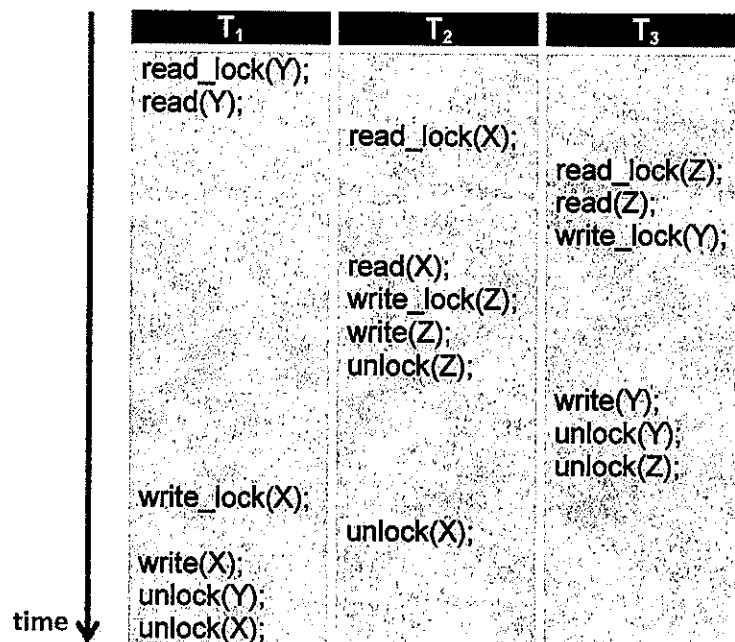 T1 T2 T3
read_lock(Y);
read(Y);
read_lock(X);
read_lock(Z);
read(Z);
write_lock(Y);
read(X);
write_lock(Z);
write(Z);
unlock(Z);
write(Y);
unlock(Y);
unlock(Z);
write_lock(X);
unlock(X);
write(X);
unlock(Y);
unlock(X);
time